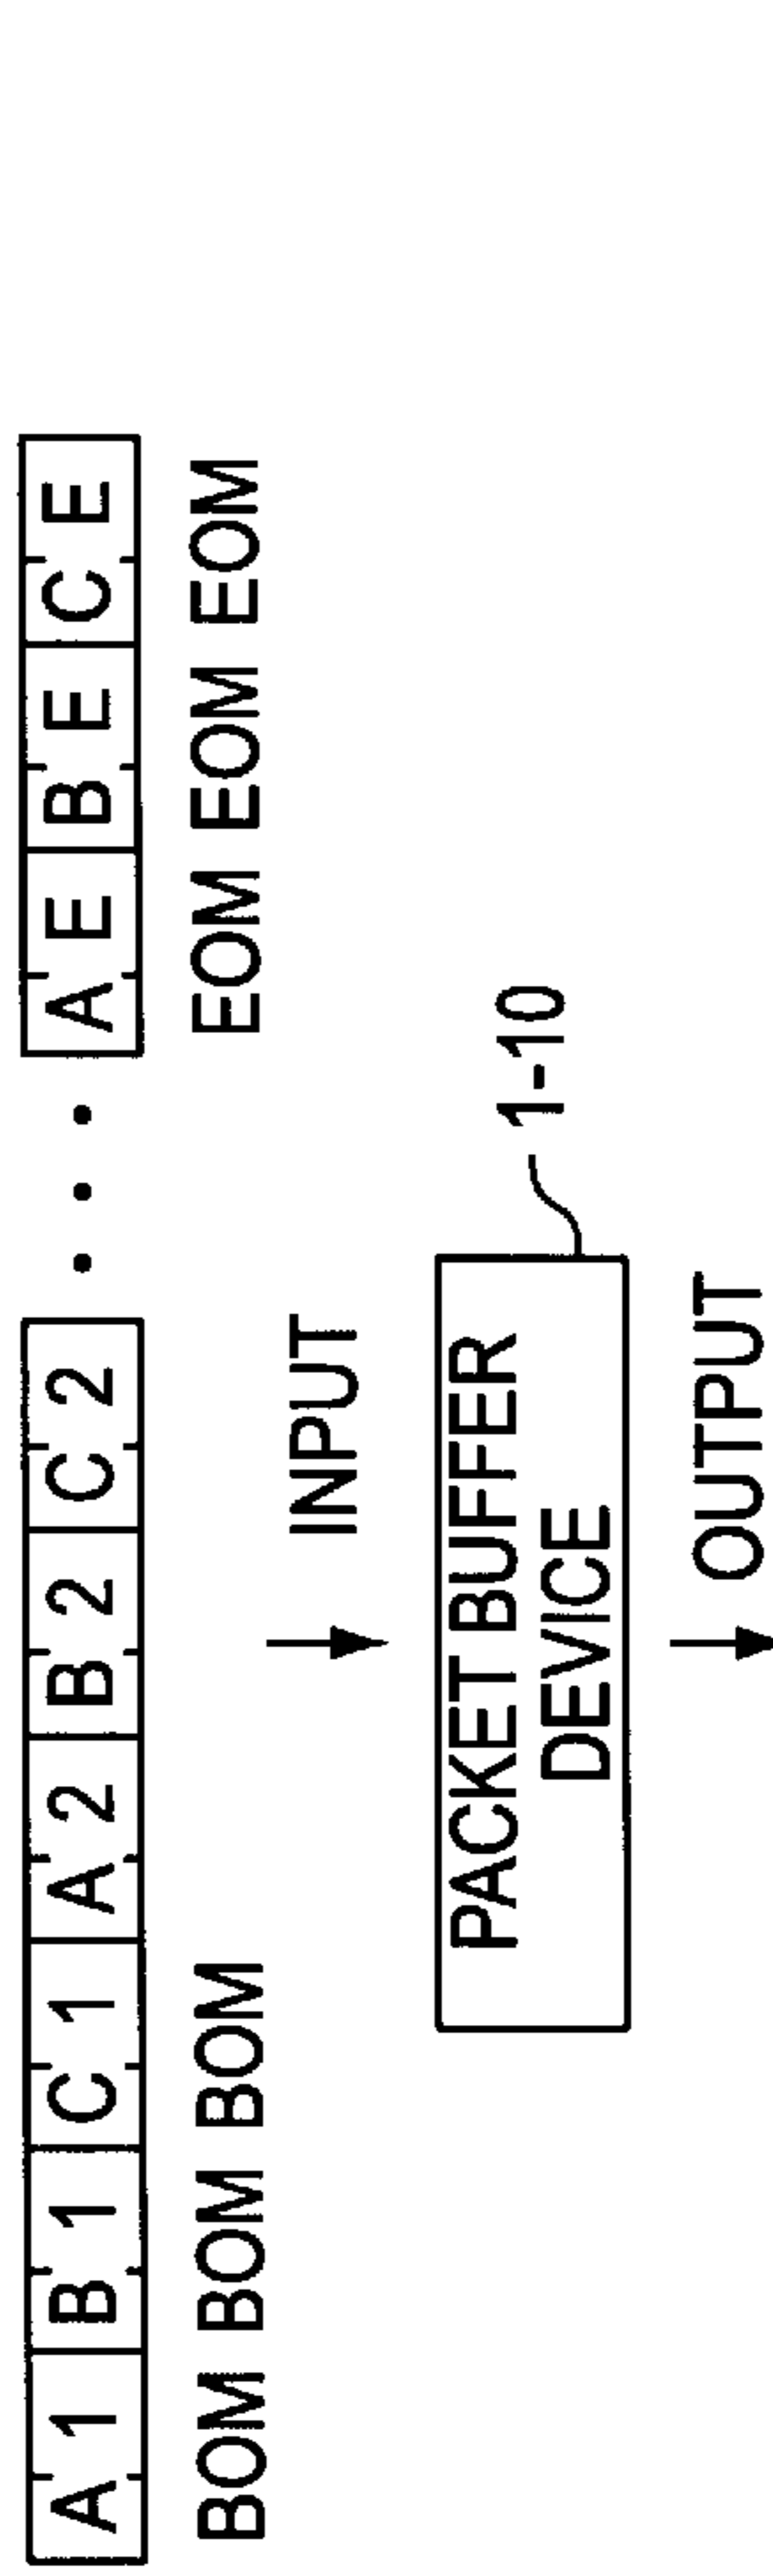 A 1 B 1 C 1 A 2 B 2 C 2 • • • A E B E C E
BOM BOM BOM EOM EOM EOM
INPUT
PACKET BUFFER
DEVICE
1-10
OUTPUT